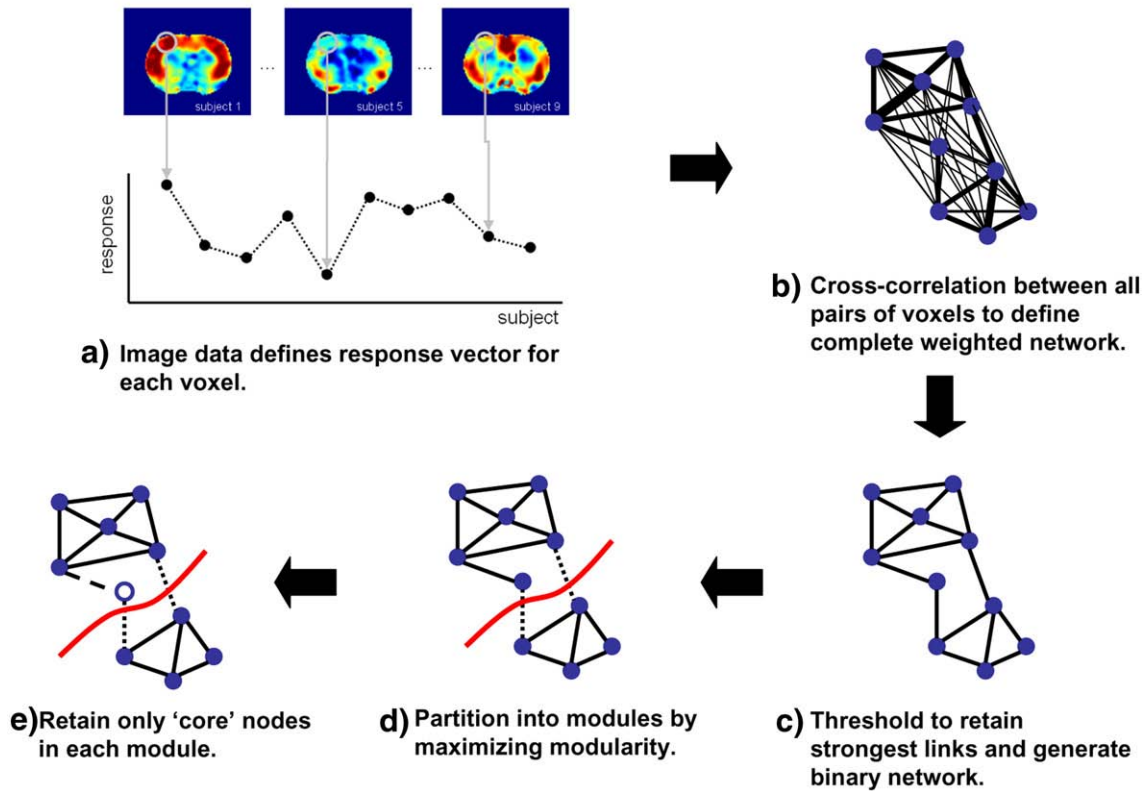 subject 1
...
subject 5
...
subject 9
response
subject
a) Image data defines response vector for
each voxel.
b) Cross-correlation between all
pairs of voxels to define
complete weighted network.
c) Threshold to retain
strongest links and generate
binary network.
d) Partition into modules by
maximizing modularity.
e) Retain only ‘core’ nodes
in each module.